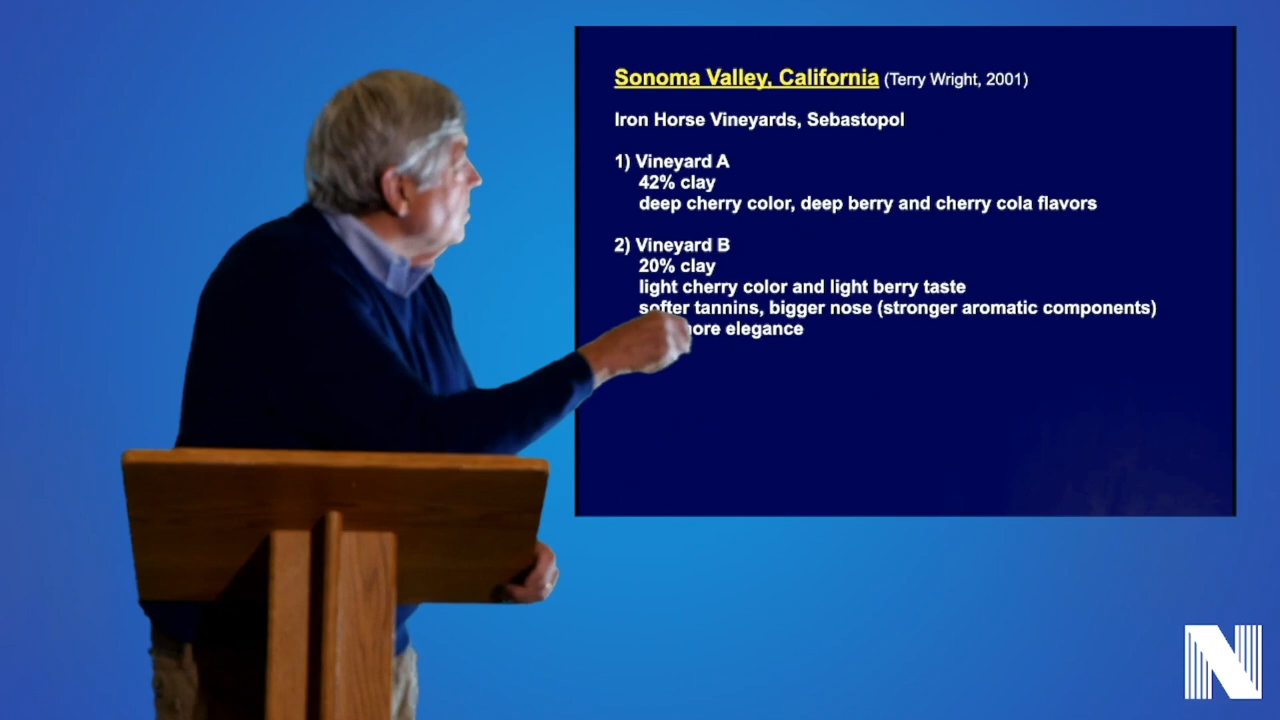 Sonoma Valley, California (Terry Wright, 2001)
Iron Horse Vineyards, Sebastopol
1) Vineyard A
42% clay
deep cherry color, deep berry and cherry cola flavors
2) Vineyard B
20% clay
light cherry color and light berry taste
softer tannins, bigger nose (stronger aromatic components)
more elegance
N